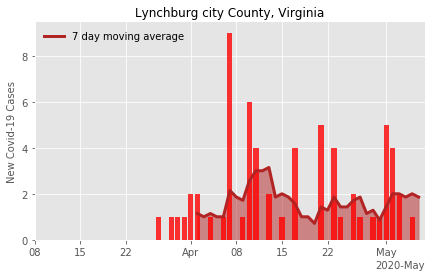 Lynchburg city County, Virginia
7 day moving average
New Covid-19 Cases
8
6
4
2
0
08
15
22
Apr
08
15
22
May
2020-May